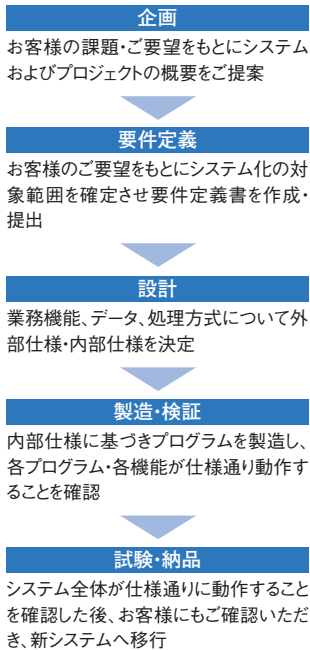 企画
お客様の課題・ご要望をもとにシステム
およびプロジェクトの概要をご提案
要件定義
お客様のご要望をもとにシステム化の対
象範囲を確定させ要件定義書を作成・
提出
設計
業務機能、データ、処理方式について外
部仕様・内部仕様を決定
製造・検証
内部仕様に基づきプログラムを製造し、
各プログラム・各機能が仕様通り動作す
ることを確認
試験・納品
システム全体が仕様通りに動作すること
を確認した後、お客様にもご確認いただ
き、新システムへ移行